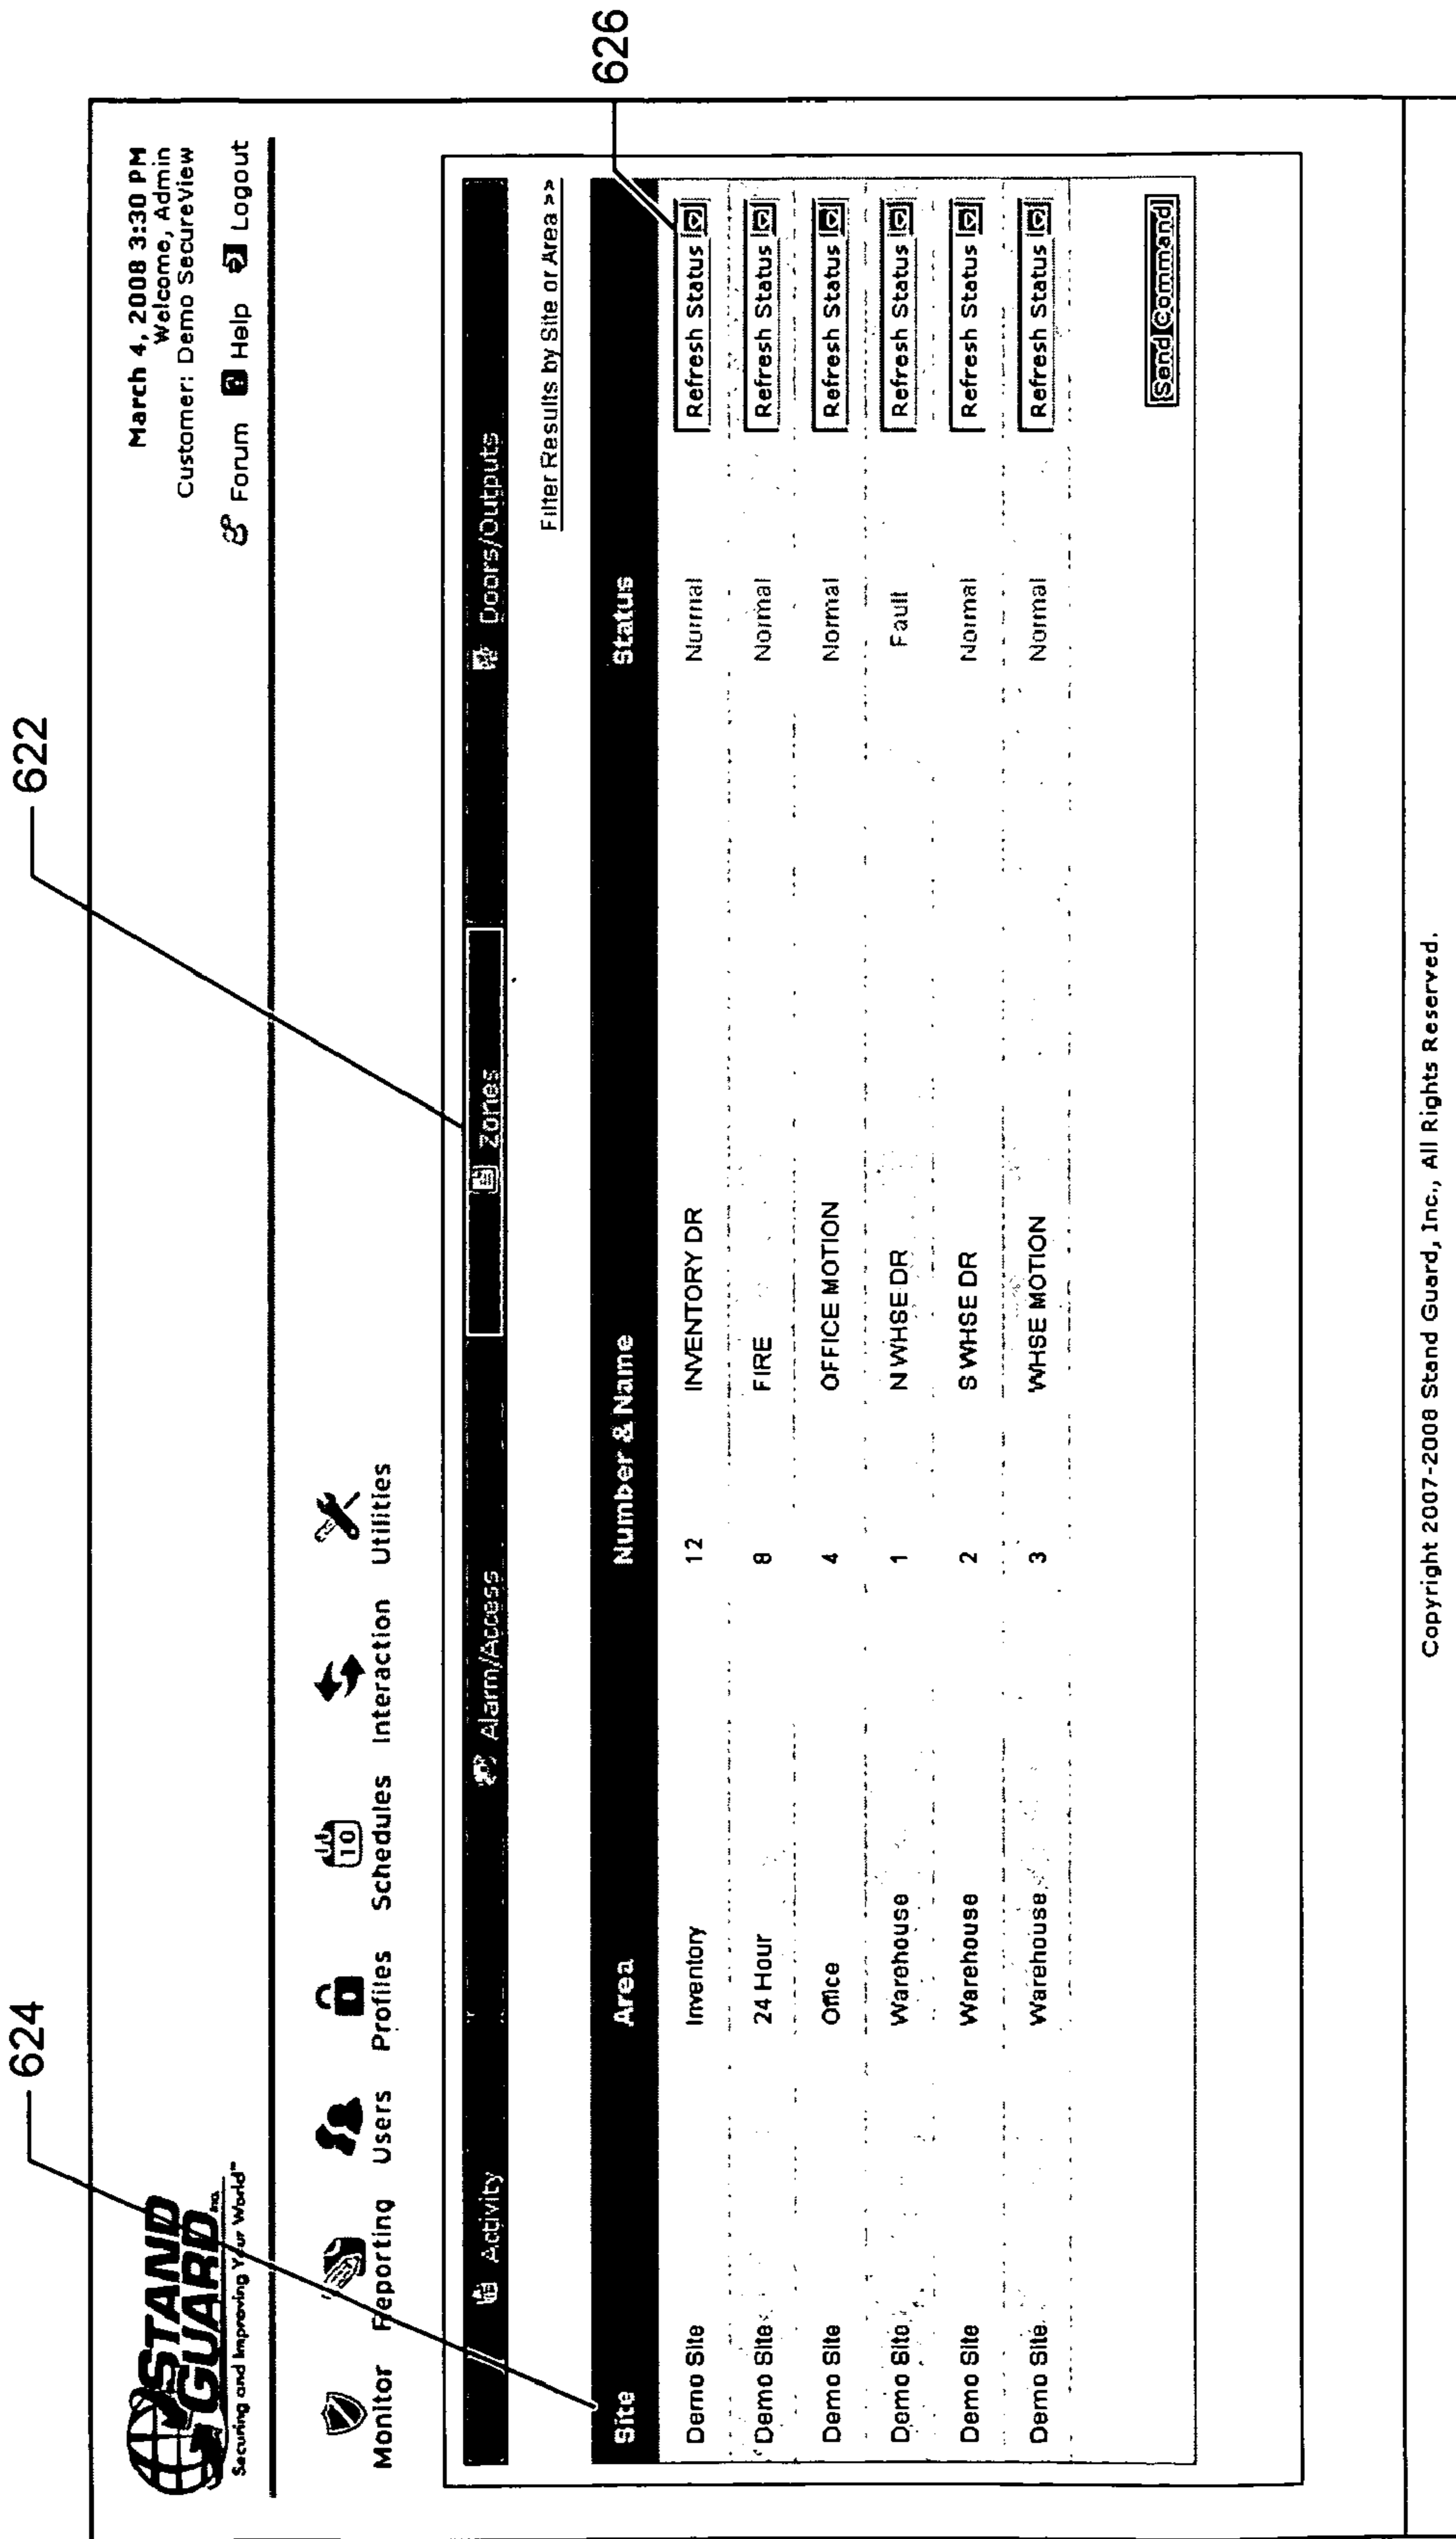 624
622
626
STAND
GUARD Inc.
Securing and Improving Your World™
March 4, 2008 3:30 PM
Welcome, Admin
Customer: Demo SecureView
Forum ? Help Logout
Monitor Reporting Users Profiles Schedules Interaction Utilities
10
Activity Alarm/Access Zones Doors/Outputs
Filter Results by Site or Area >>
Site Area Number & Name Status
Demo Site Inventory 12 INVENTORY DR Normal Refresh Status
Demo Site 24 Hour 8 FIRE Normal Refresh Status
Demo Site Office 4 OFFICE MOTION Normal Refresh Status
Demo Site Warehouse 1 N WHSE DR Fault Refresh Status
Demo Site Warehouse 2 S WHSE DR Normal Refresh Status
Demo Site Warehouse 3 WHSE MOTION Normal Refresh Status
Send Command
Copyright 2007-2008 Stand Guard, Inc., All Rights Reserved.